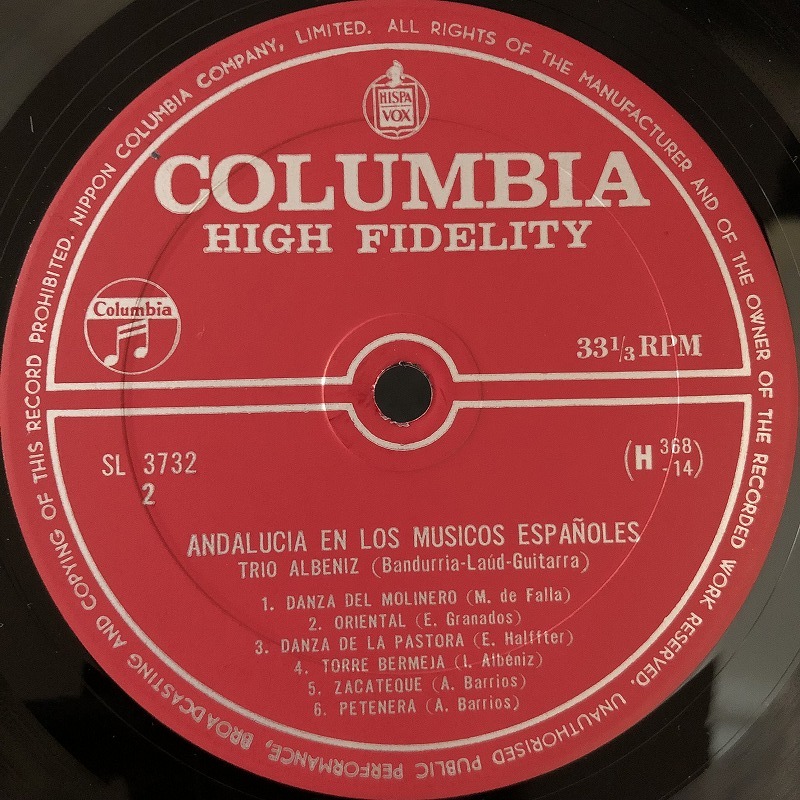 NIPPON COLUMBIA COMPANY, LIMITED. ALL RIGHTS OF THE MANUFACTURER AND OF THE OWNER OF THE RECORDED WORK RESERVED. UNAUTHORISED PUBLIC PERFORMANCE, BROADCASTING AND COPYING OF THIS RECORD PROHIBITED.
HISPA
VOX
COLUMBIA
HIGH FIDELITY
Columbia
33 1/3 RPM
SL 3732
2
(H 368-14)
ANDALUCIA EN LOS MUSICOS ESPAÑOLES
TRIO ALBENIZ (Bandurria-Laúd-Guitarra)
1. DANZA DEL MOLINERO (M. de Falla)
2. ORIENTAL (E. Granados)
3. DANZA DE LA PASTORA (E. Halffter)
4. TORRE BERMEJA (I. Albéniz)
5. ZACATEQUE (A. Barrios)
6. PETENERA (A. Barrios)